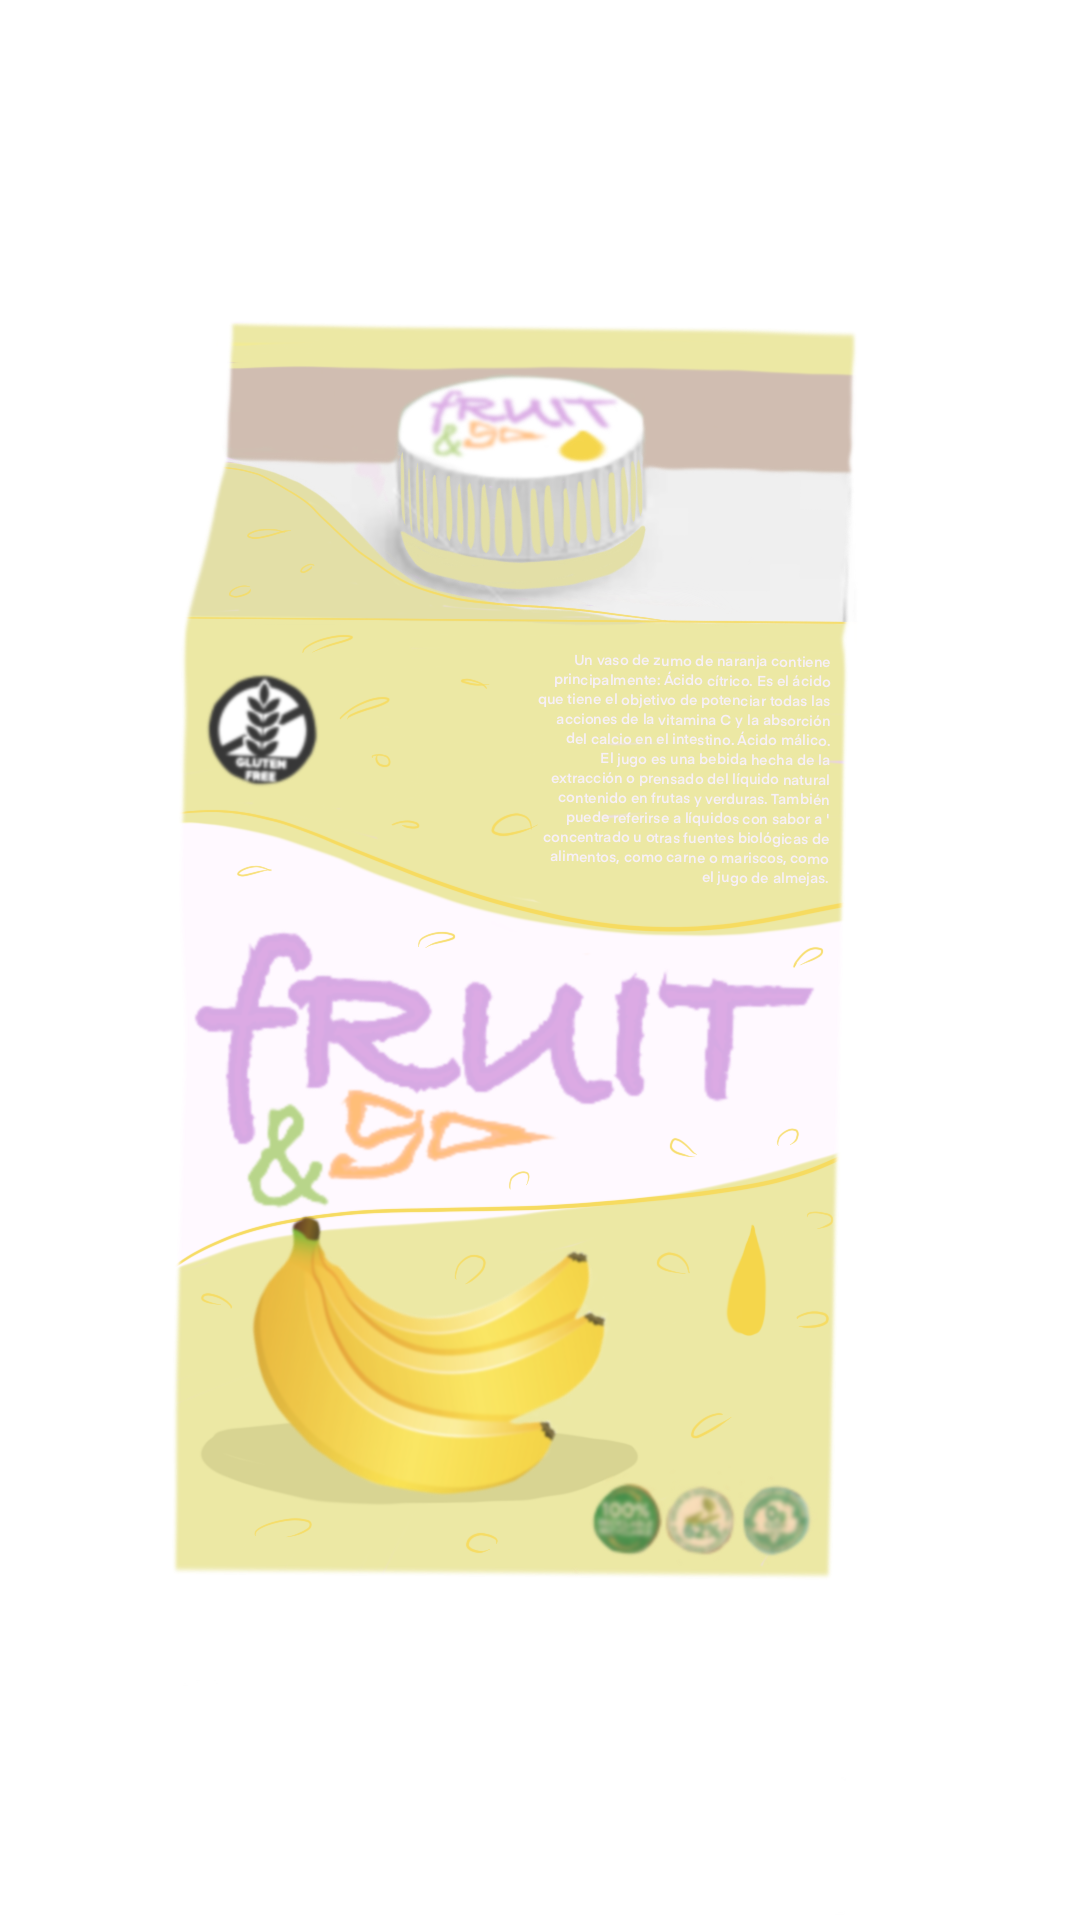 fRUIT
& go
Un vaso de zumo de naranja contiene
principalmente: Ácido cítrico. Es el ácido
que tiene el objetivo de potenciar todas las
acciones de la vitamina C y la absorción
del calcio en el intestino. Ácido málico.
El jugo es una bebida hecha de la
extracción o prensado del líquido natural
contenido en frutas y verduras. También
puede referirse a líquidos con sabor a '
concentrado u otras fuentes biológicas de
alimentos, como carne o mariscos, como
el jugo de almejas.
GLUTEN
FREE
fRUIT
& go
100%
62%